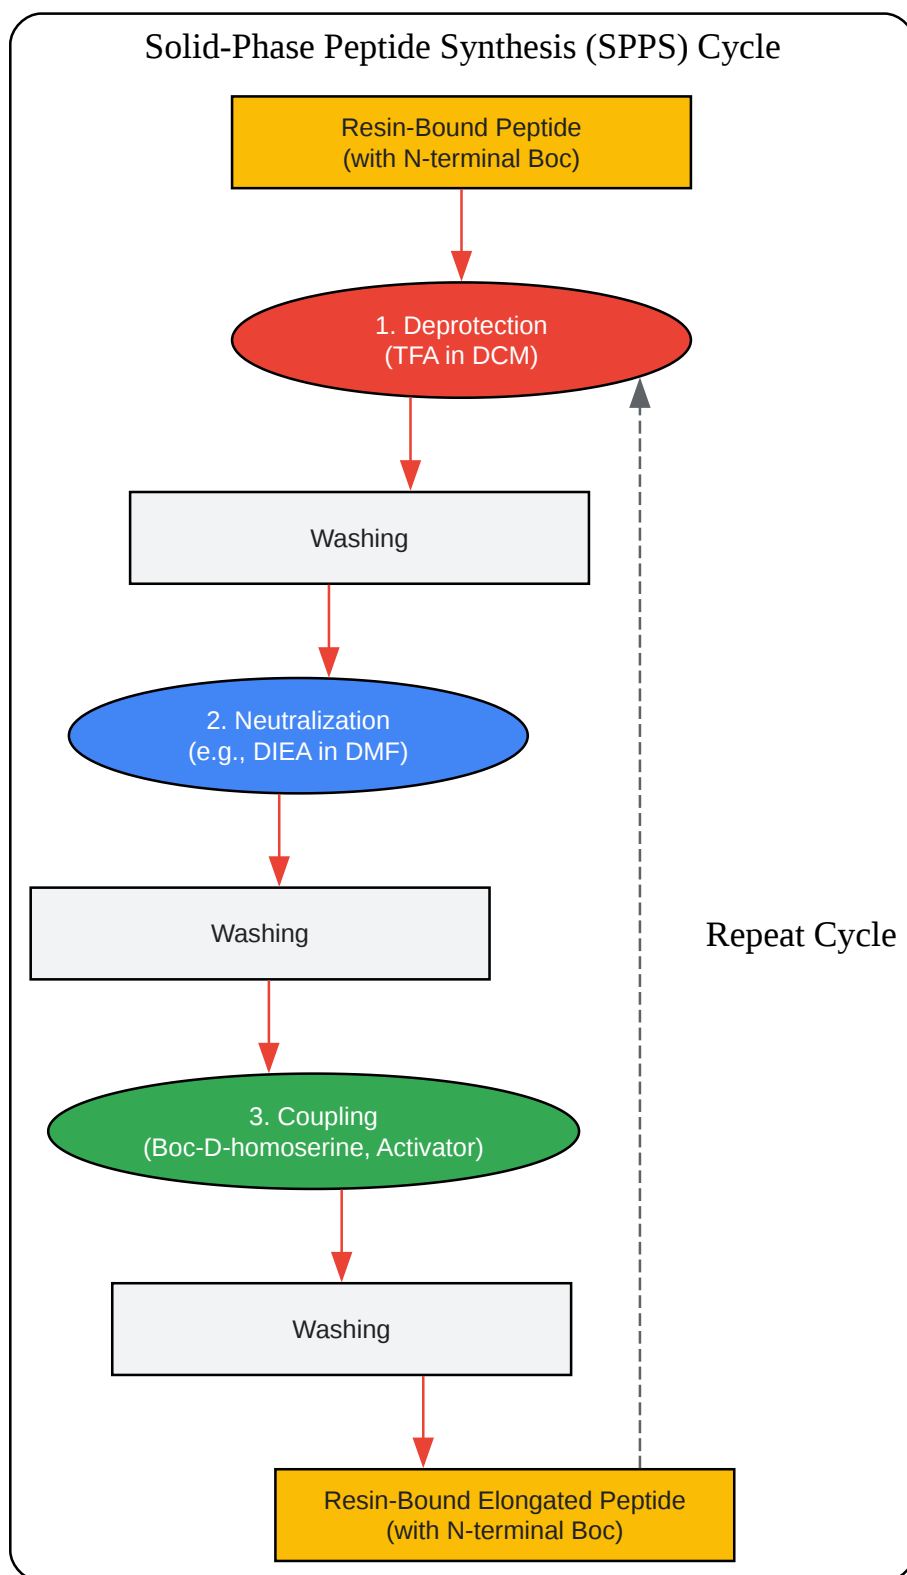 Solid-Phase Peptide Synthesis (SPPS) Cycle
Resin-Bound Peptide
(with N-terminal Boc)
1. Deprotection
(TFA in DCM)
Washing
2. Neutralization
(e.g., DIEA in DMF)
Washing
Repeat Cycle
3. Coupling
(Boc-D-homoserine, Activator)
Washing
Resin-Bound Elongated Peptide
(with N-terminal Boc)